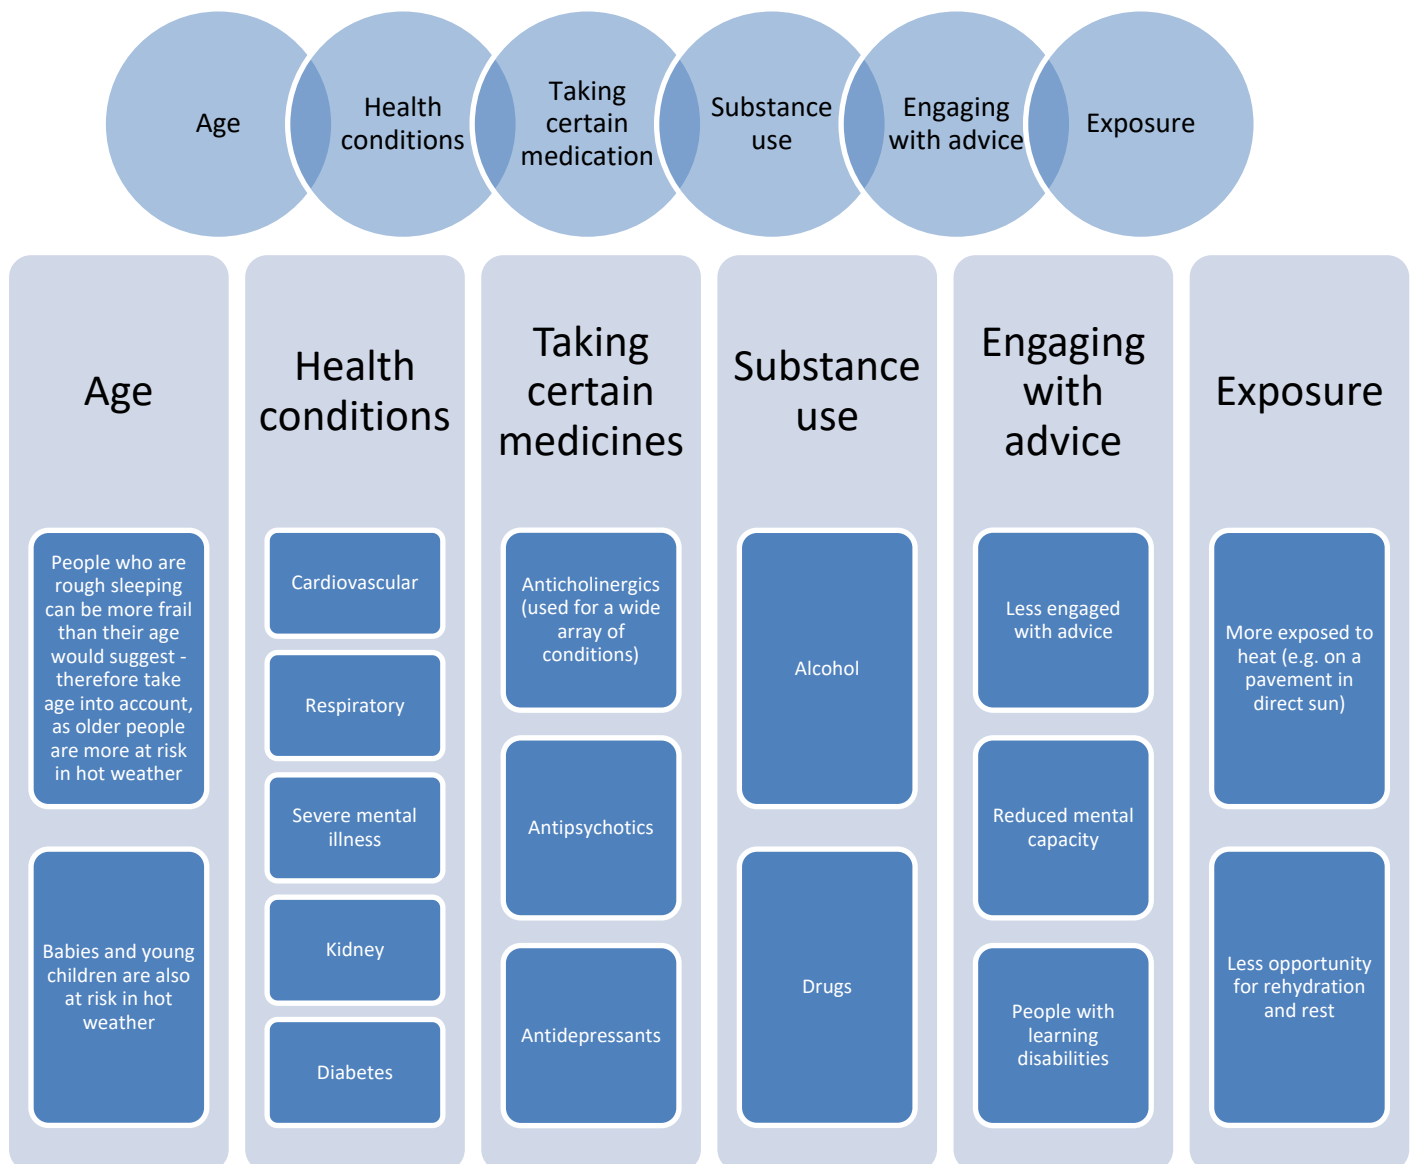 Age
Health
conditions
Taking
certain
medication
Substance
use
Engaging
with advice
Exposure
Age
People who are
rough sleeping
can be more frail
than their age
would suggest -
therefore take
age into account,
as older people
are more at risk
in hot weather
Babies and young
children are also
at risk in hot
weather
Health
conditions
Cardiovascular
Respiratory
Severe mental
illness
Kidney
Diabetes
Taking
certain
medicines
Anticholinergics
(used for a wide
array of
conditions)
Antipsychotics
Antidepressants
Substance
use
Alcohol
Drugs
Engaging
with
advice
Less engaged
with advice
Reduced mental
capacity
People with
learning
disabilities
Exposure
More exposed to
heat (e.g. on a
pavement in
direct sun)
Less opportunity
for rehydration
and rest